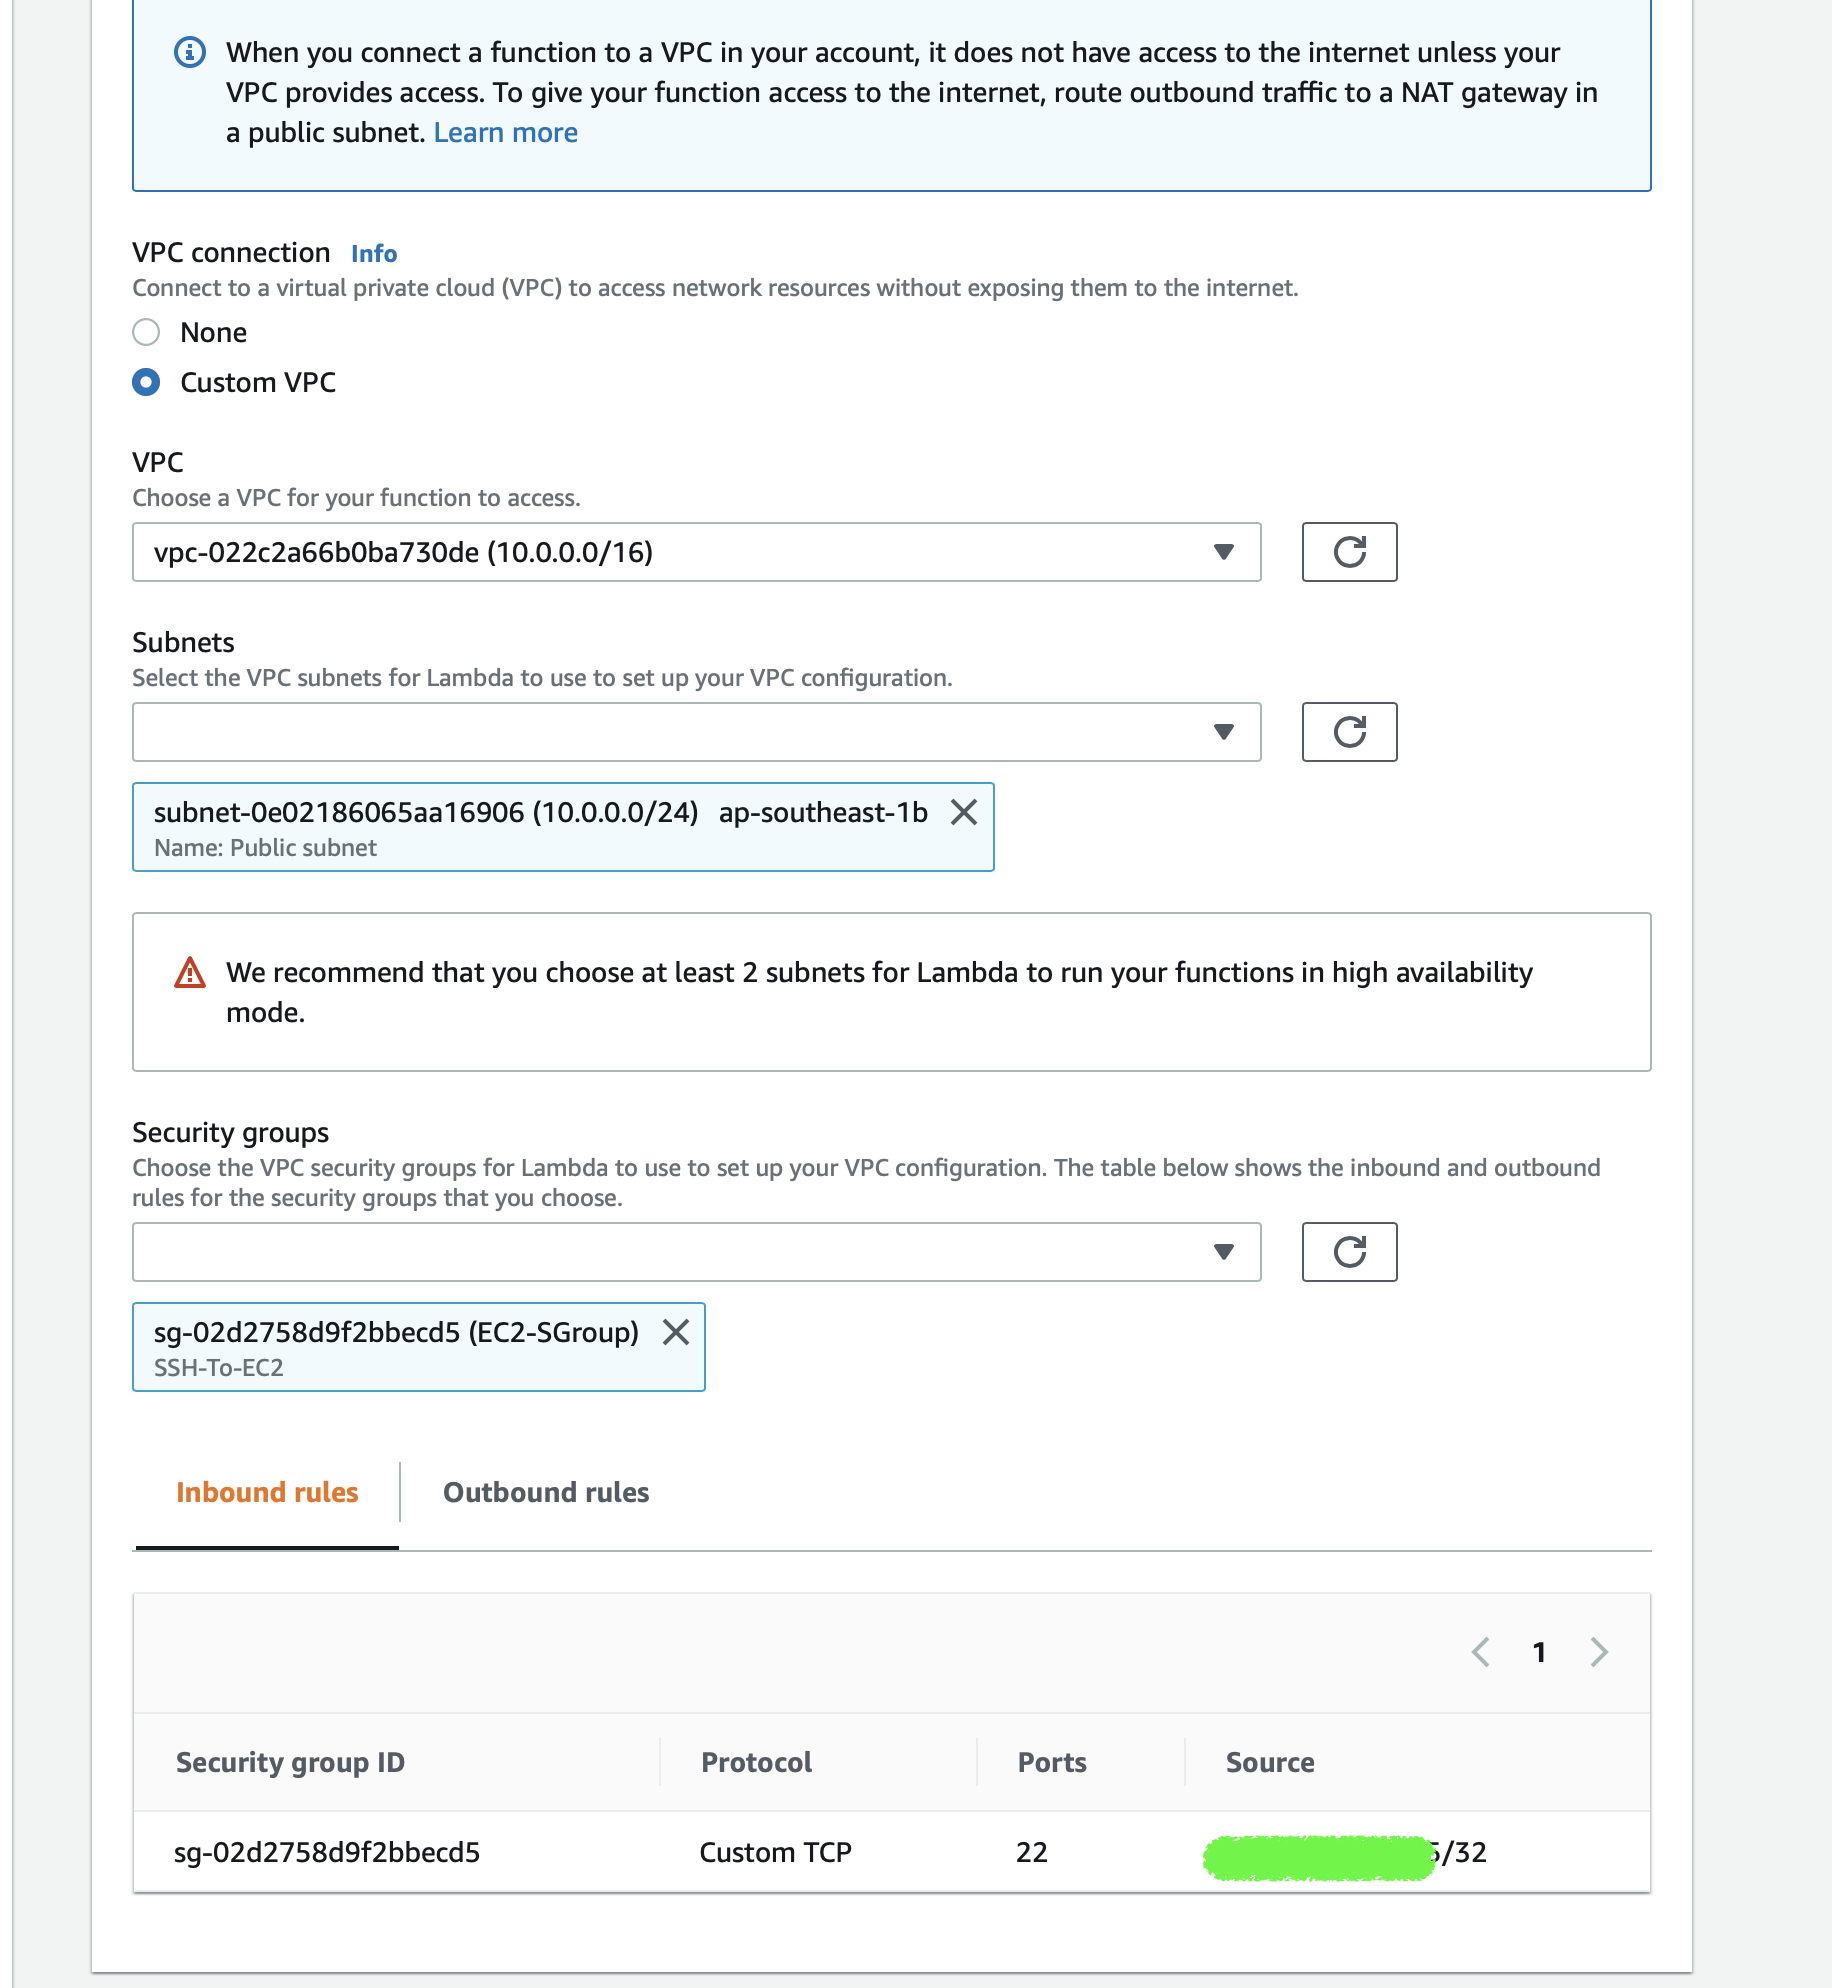 When you connect a function to a VPC in your account, it does not have access to the internet unless your
VPC provides access. To give your function access to the internet, route outbound traffic to a NAT gateway in
a public subnet. Learn more
VPC connection Info
Connect to a virtual private cloud (VPC) to access network resources without exposing them to the internet.
None
Custom VPC
VPC
Choose a VPC for your function to access.
vpc-022c2a66b0ba730de (10.0.0.0/16)
Subnets
Select the VPC subnets for Lambda to use to set up your VPC configuration.
subnet-0e02186065aa16906 (10.0.0.0/24) ap-southeast-1b
Name: Public subnet
We recommend that you choose at least 2 subnets for Lambda to run your functions in high availability
mode.
Security groups
Choose the VPC security groups for Lambda to use to set up your VPC configuration. The table below shows the inbound and outbound
rules for the security groups that you choose.
sg-02d2758d9f2bbecd5 (EC2-SGroup)
SSH-To-EC2
Inbound rules Outbound rules
1
Security group ID Protocol Ports Source
sg-02d2758d9f2bbecd5 Custom TCP 22 /32